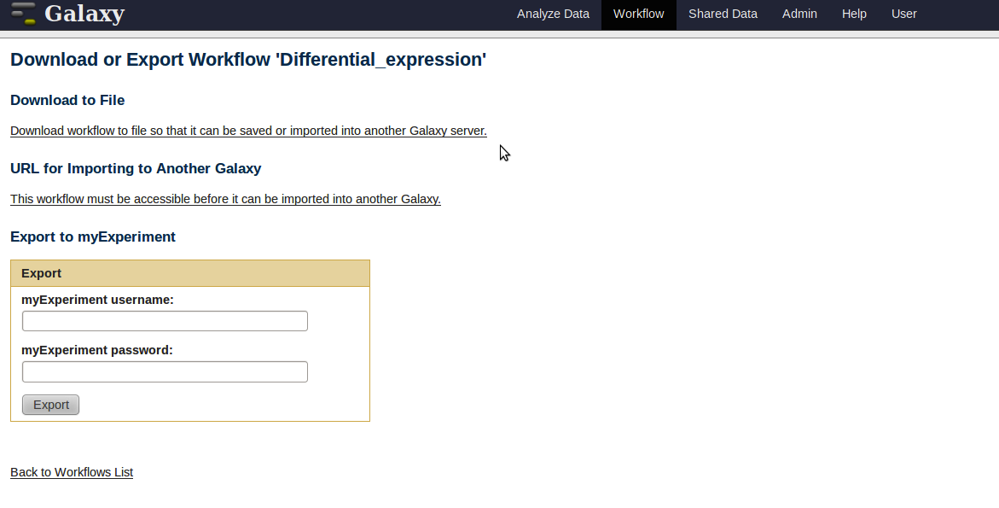 Galaxy
Analyze Data Workflow Shared Data Admin Help User
Download or Export Workflow 'Differential_expression'
Download to File
Download workflow to file so that it can be saved or imported into another Galaxy server.
URL for Importing to Another Galaxy
This workflow must be accessible before it can be imported into another Galaxy.
Export to myExperiment
Export
myExperiment username:
myExperiment password:
Export
Back to Workflows List